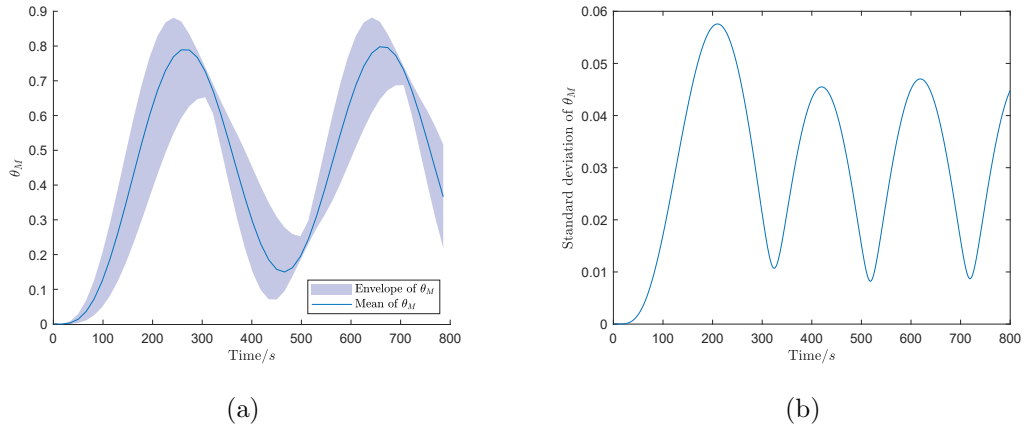 0.9
0.8
0.7
0.6
0.5
0.4
0.3
0.2
0.1
0
θ_M
0 100 200 300 400 500 600 700 800
Time/s
Envelope of θ_M
Mean of θ_M
(a)
0.06
0.05
0.04
0.03
0.02
0.01
0
Standard deviation of θ_M
0 100 200 300 400 500 600 700 800
Time/s
(b)